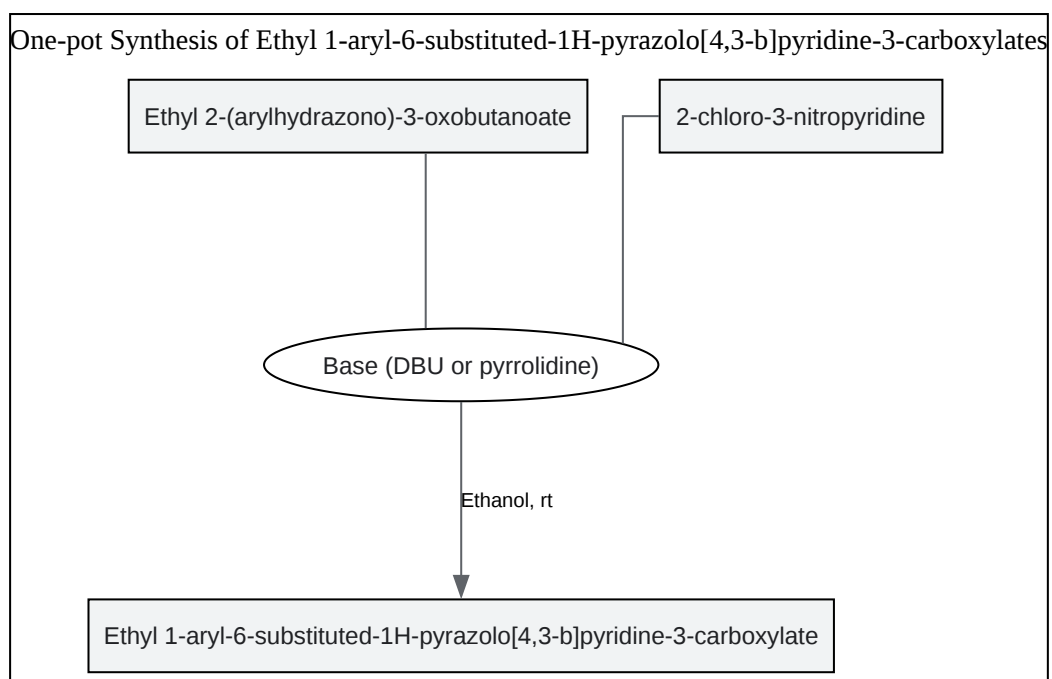 One-pot Synthesis of Ethyl 1-aryl-6-substituted-1H-pyrazolo[4,3-b]pyridine-3-carboxylates
Ethyl 2-(arylhydrazono)-3-oxobutanoate
2-chloro-3-nitropyridine
Base (DBU or pyrrolidine)
Ethanol, rt
Ethyl 1-aryl-6-substituted-1H-pyrazolo[4,3-b]pyridine-3-carboxylate